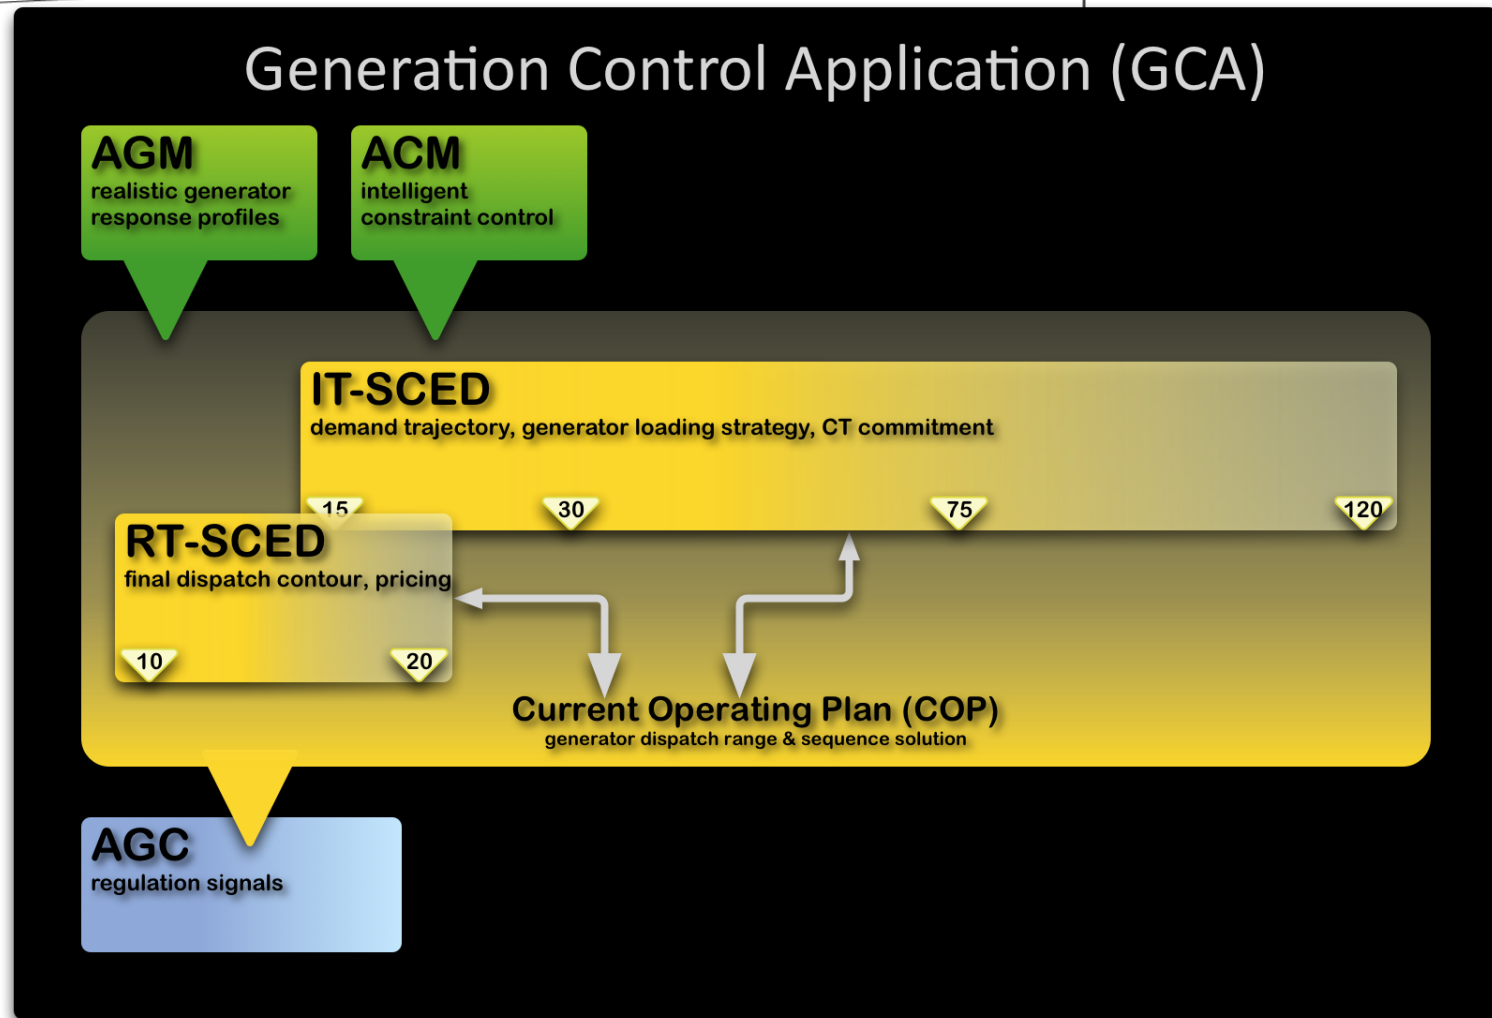 Generation Control Application (GCA)
AGM
realistic generator
response profiles
ACM
intelligent
constraint control
IT-SCED
demand trajectory, generator loading strategy, CT commitment
15
30
75
120
RT-SCED
final dispatch contour, pricing
10
20
Current Operating Plan (COP)
generator dispatch range & sequence solution
AGC
regulation signals